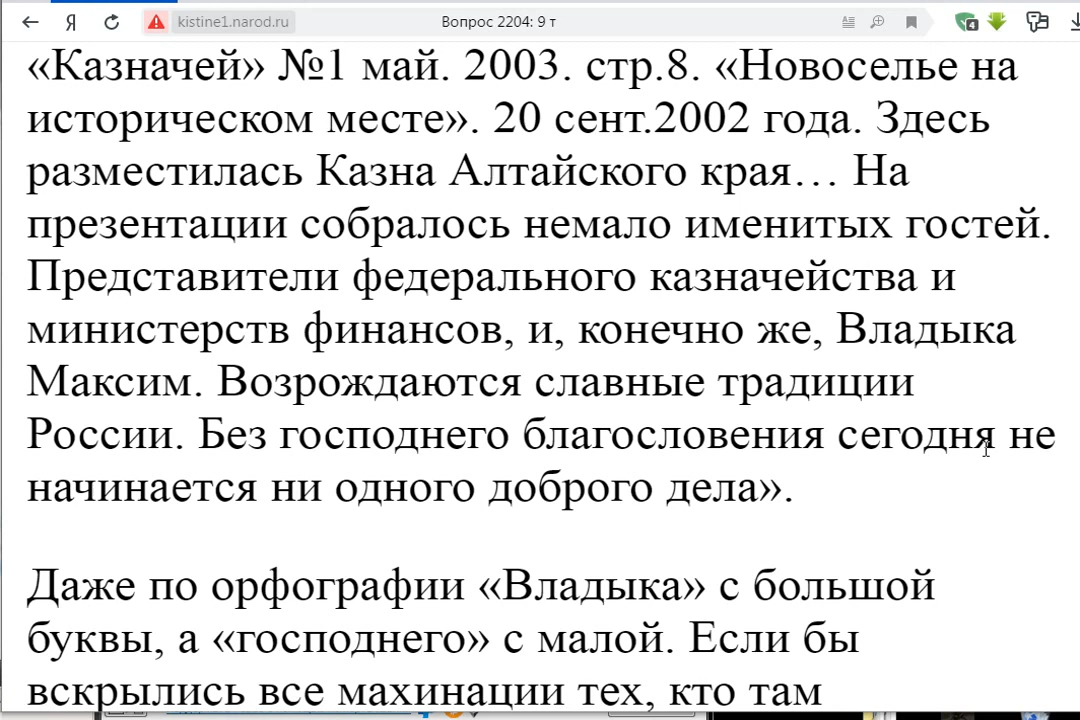 Я
kistine1.narod.ru
Вопрос 2204: 9 т
4
«Казначей» №1 май. 2003. стр.8. «Новоселье на
историческом месте». 20 сент.2002 года. Здесь
разместилась Казна Алтайского края… На
презентации собралось немало именитых гостей.
Представители федерального казначейства и
министерств финансов, и, конечно же, Владыка
Максим. Возрождаются славные традиции
России. Без господнего благословения сегодня не
начинается ни одного доброго дела».
Даже по орфографии «Владыка» с большой
буквы, а «господнего» с малой. Если бы
вскрылись все махинации тех, кто там